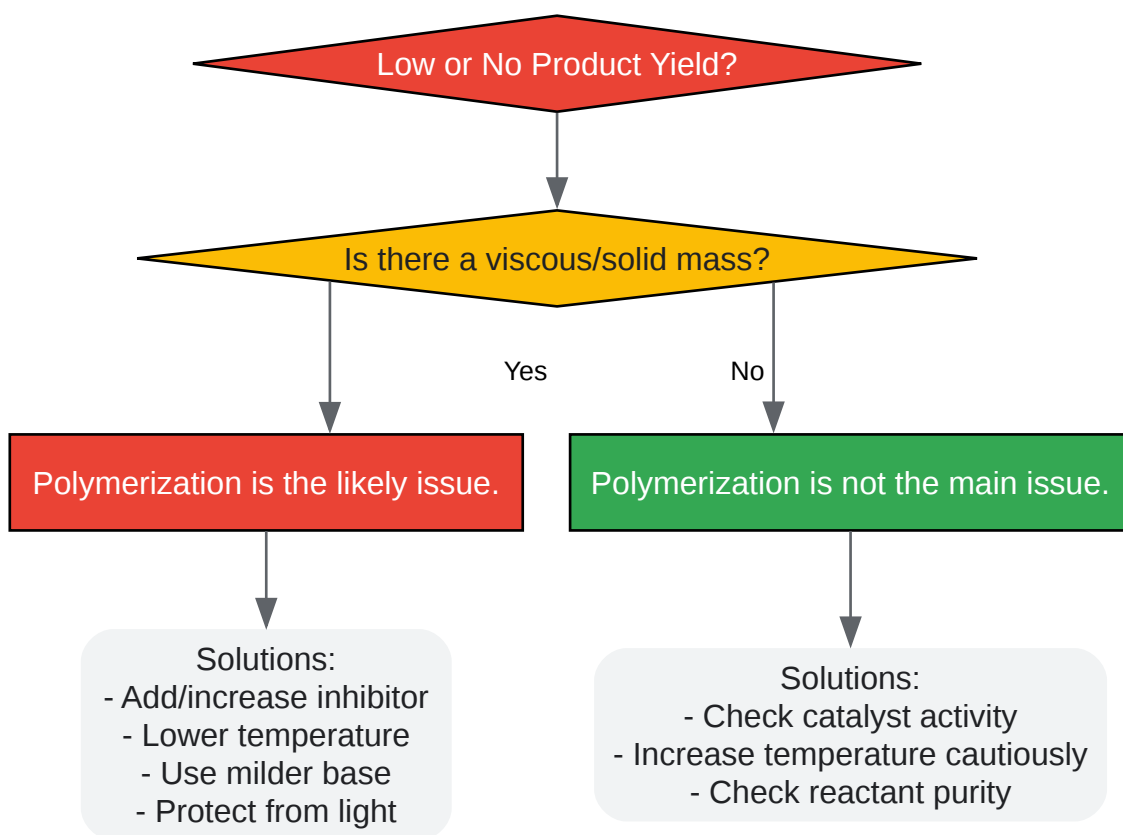 Low or No Product Yield?
Is there a viscous/solid mass?
Yes
No
Polymerization is the likely issue.
Polymerization is not the main issue.
Solutions:
- Add/increase inhibitor
- Lower temperature
- Use milder base
- Protect from light
Solutions:
- Check catalyst activity
- Increase temperature cautiously
- Check reactant purity